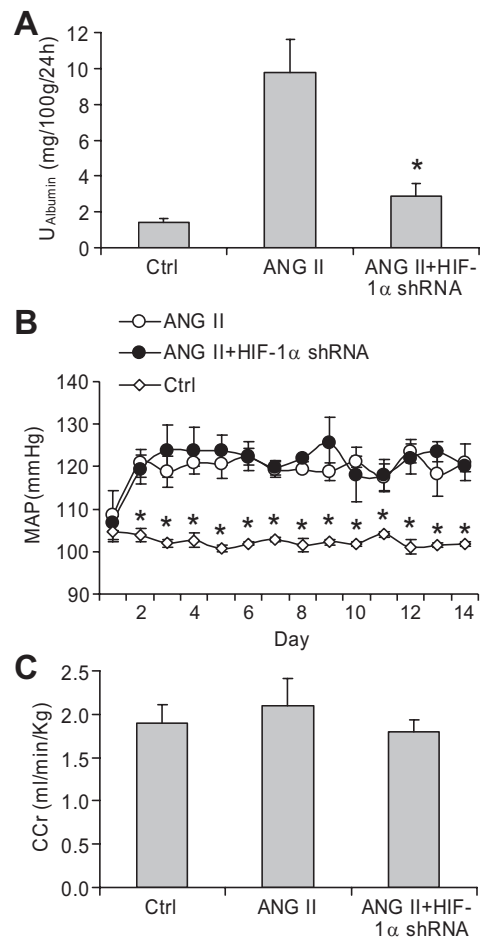 A
U Albumin (mg/100g/24h)
12
10
8
6
4
2
0
*
Ctrl
ANG II
ANG II+HIF-
1α shRNA
B
ANG II
ANG II+HIF-1α shRNA
Ctrl
MAP(mmHg)
140
130
120
110
100
90
* * * * * * * * * * * * *
2 4 6 8 10 12 14
Day
C
CCr (ml/min/Kg)
2.5
2.0
1.5
1.0
0.5
0.0
Ctrl
ANG II
ANG II+HIF-
1α shRNA